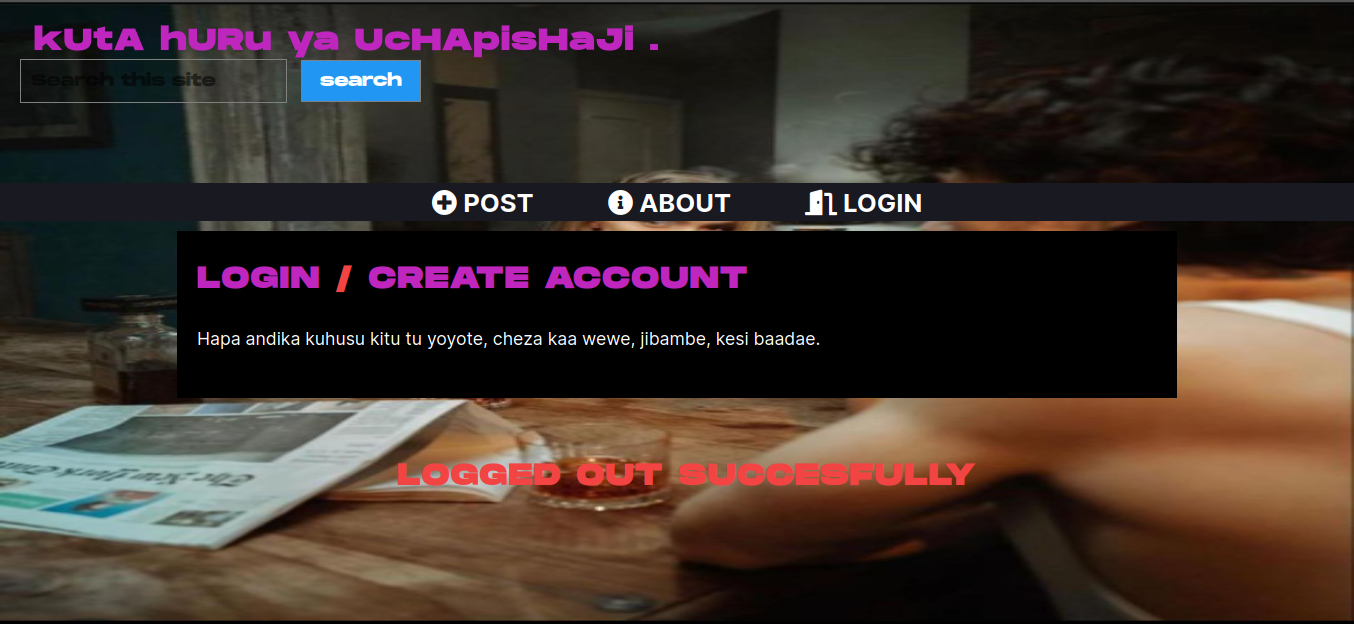 kUtA hURu ya UcHApisHaJi .
Search this site
search
POST
ABOUT
LOGIN
LOGIN / CREATE ACCOUNT
Hapa andika kuhusu kitu tu yoyote, cheza kaa wewe, jibambe, kesi baadae.
LOGGED OUT SUCCESFULLY